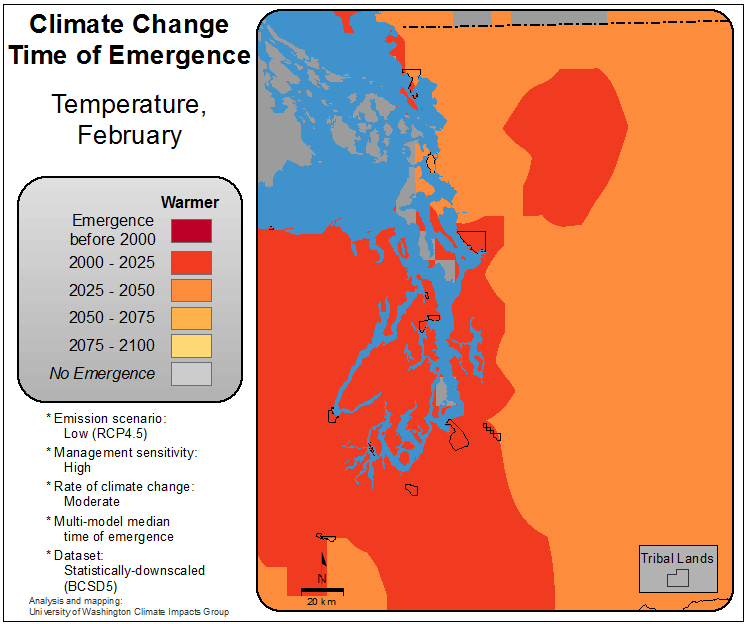 Climate Change
Time of Emergence
Temperature,
February
Warmer
Emergence
before 2000
2000 - 2025
2025 - 2050
2050 - 2075
2075 - 2100
No Emergence
* Emission scenario:
Low (RCP4.5)
* Management sensitivity:
High
* Rate of climate change:
Moderate
* Multi-model median
time of emergence
* Dataset:
Statistically-downscaled
(BCSD5)
Analysis and mapping:
University of Washington Climate Impacts Group
N
20 km
Tribal Lands